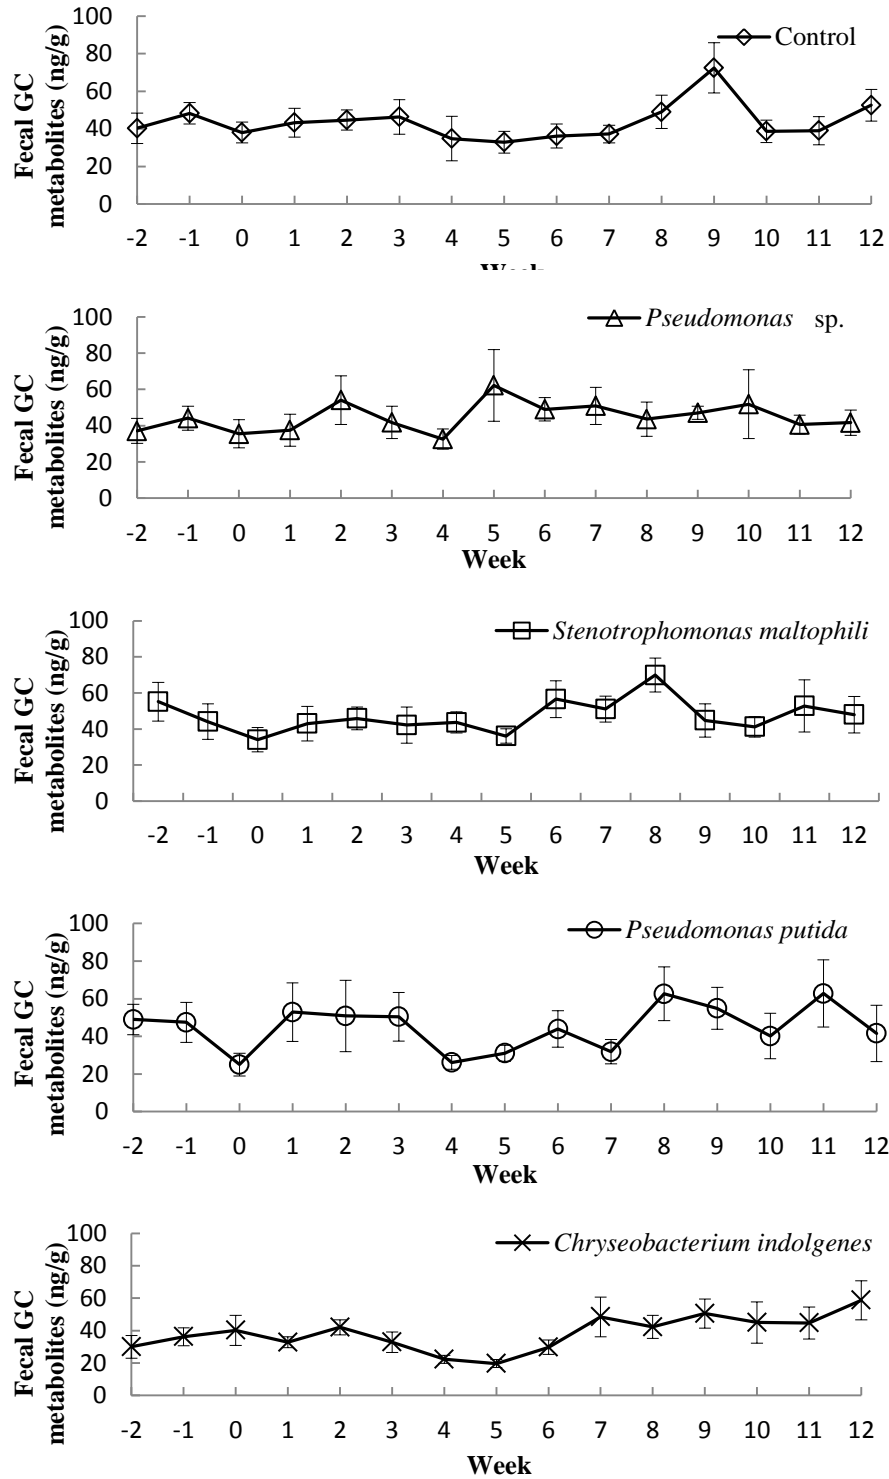 Fecal GC
metabolites (ng/g)
100
80
60
40
20
0
Control
-2 -1 0 1 2 3 4 5 6 7 8 9 10 11 12
Week
Fecal GC
metabolites (ng/g)
100
80
60
40
20
0
Pseudomonas sp.
-2 -1 0 1 2 3 4 5 6 7 8 9 10 11 12
Week
Fecal GC
metabolites (ng/g)
100
80
60
40
20
0
Stenotrophomonas maltophili
-2 -1 0 1 2 3 4 5 6 7 8 9 10 11 12
Week
Fecal GC
metabolites (ng/g)
100
80
60
40
20
0
Pseudomonas putida
-2 -1 0 1 2 3 4 5 6 7 8 9 10 11 12
Week
Fecal GC
metabolites (ng/g)
100
80
60
40
20
0
Chryseobacterium indolgenes
-2 -1 0 1 2 3 4 5 6 7 8 9 10 11 12
Week